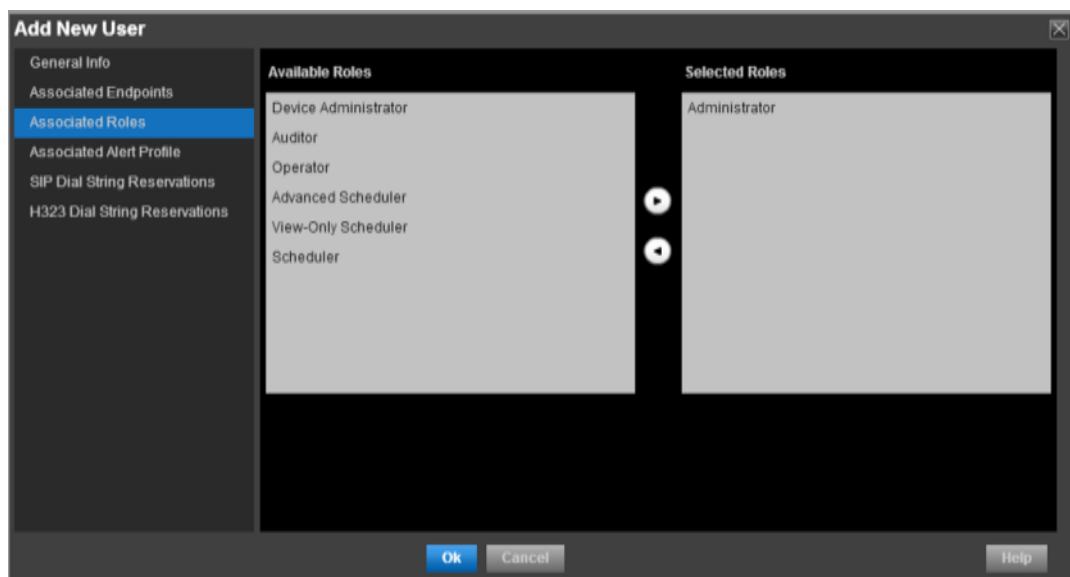 Add New User
General Info
Associated Endpoints
Associated Roles
Associated Alert Profile
SIP Dial String Reservations
H323 Dial String Reservations
Available Roles
Device Administrator
Auditor
Operator
Advanced Scheduler
View-Only Scheduler
Scheduler
Selected Roles
Administrator
Ok
Cancel
Help